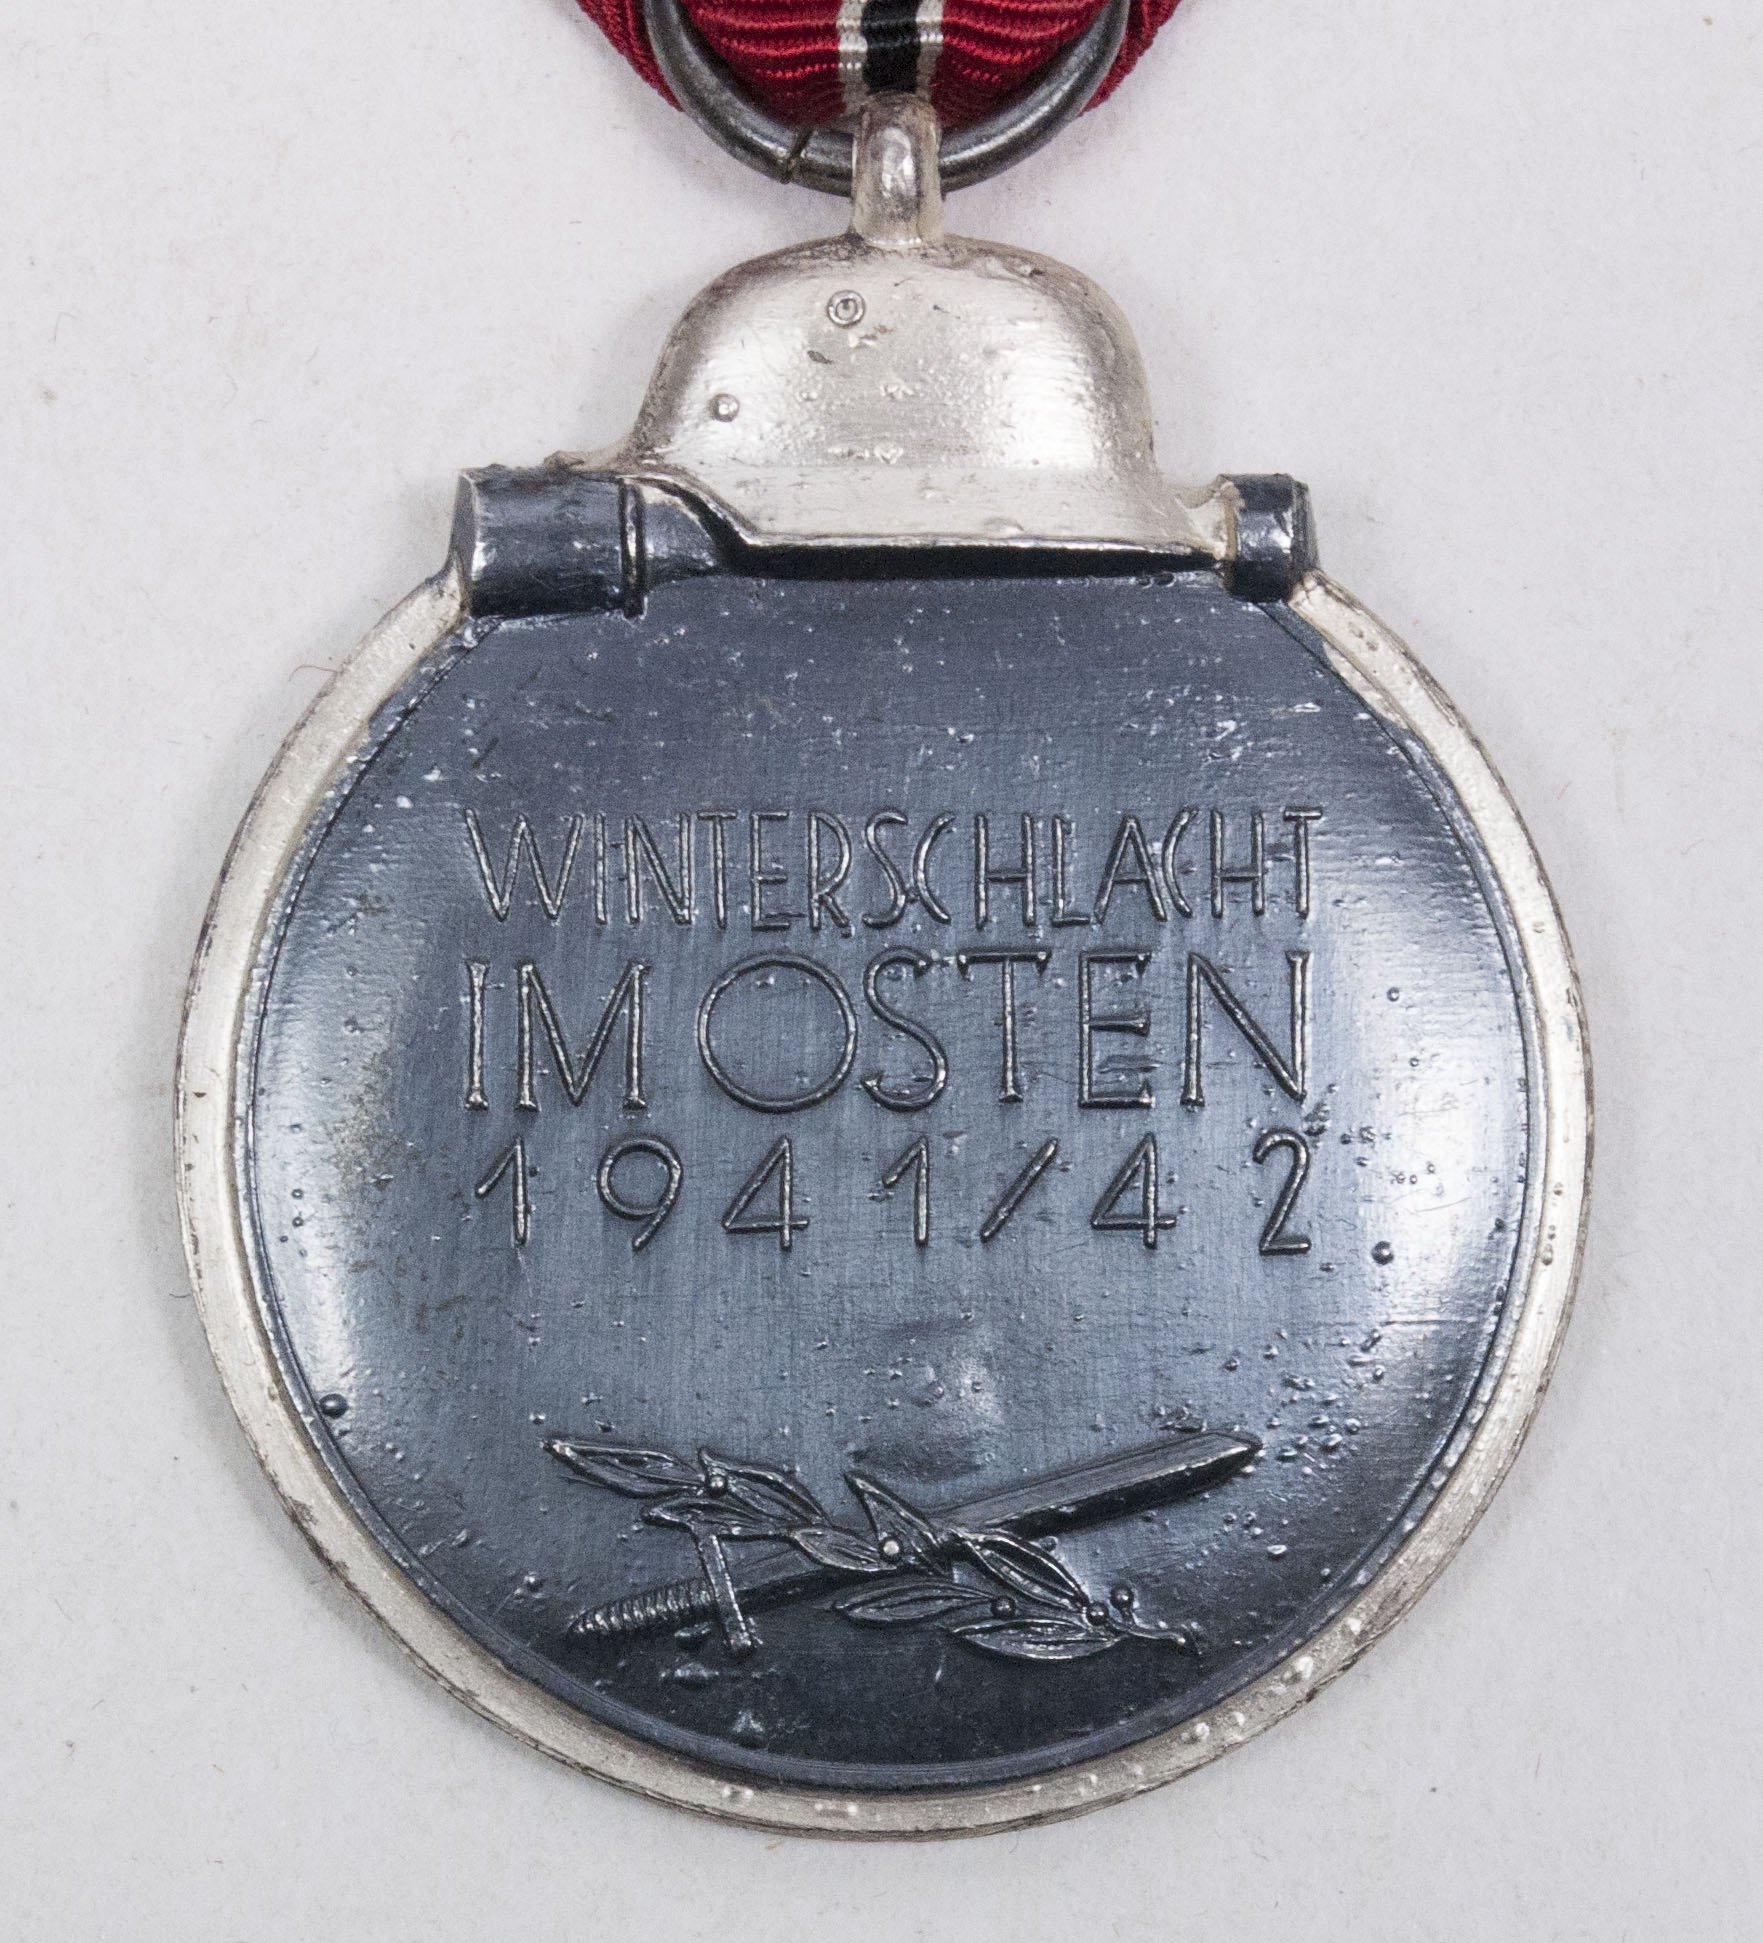 WINTERSCHLACHT
IM OSTEN
1941/42